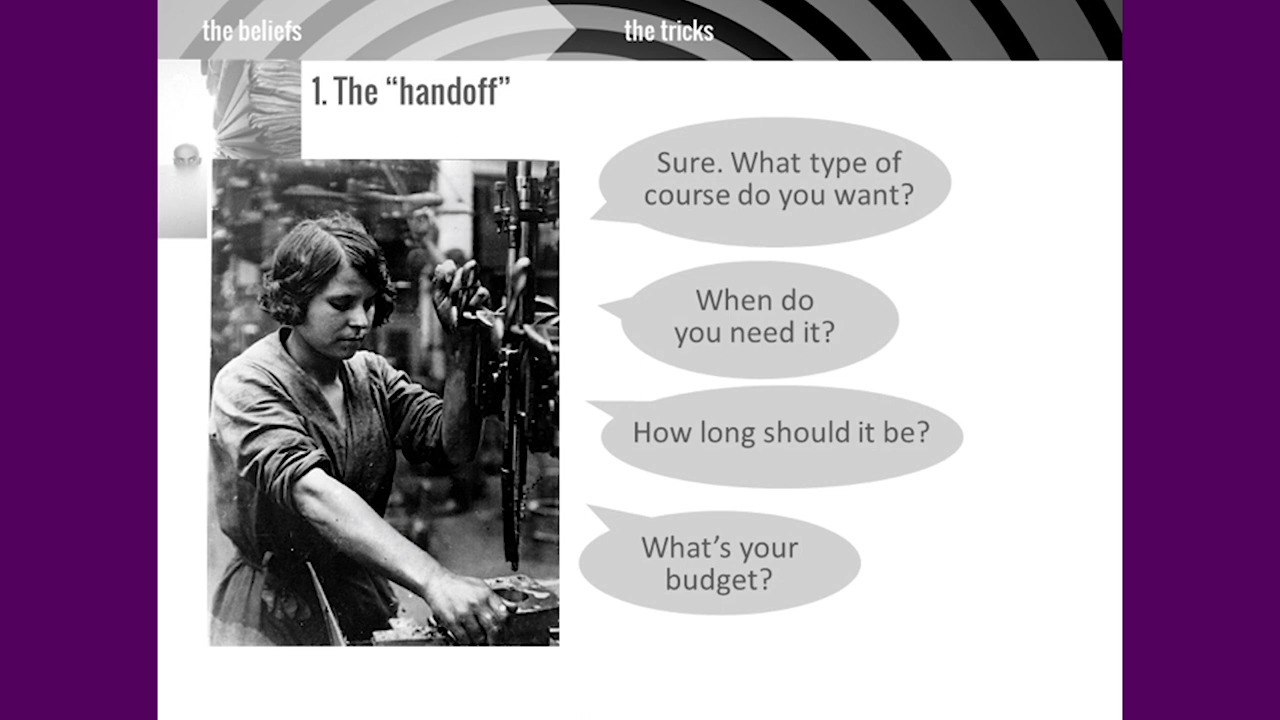 the beliefs
the tricks
1. The “handoff”
Sure. What type of
course do you want?
When do
you need it?
How long should it be?
What’s your
budget?